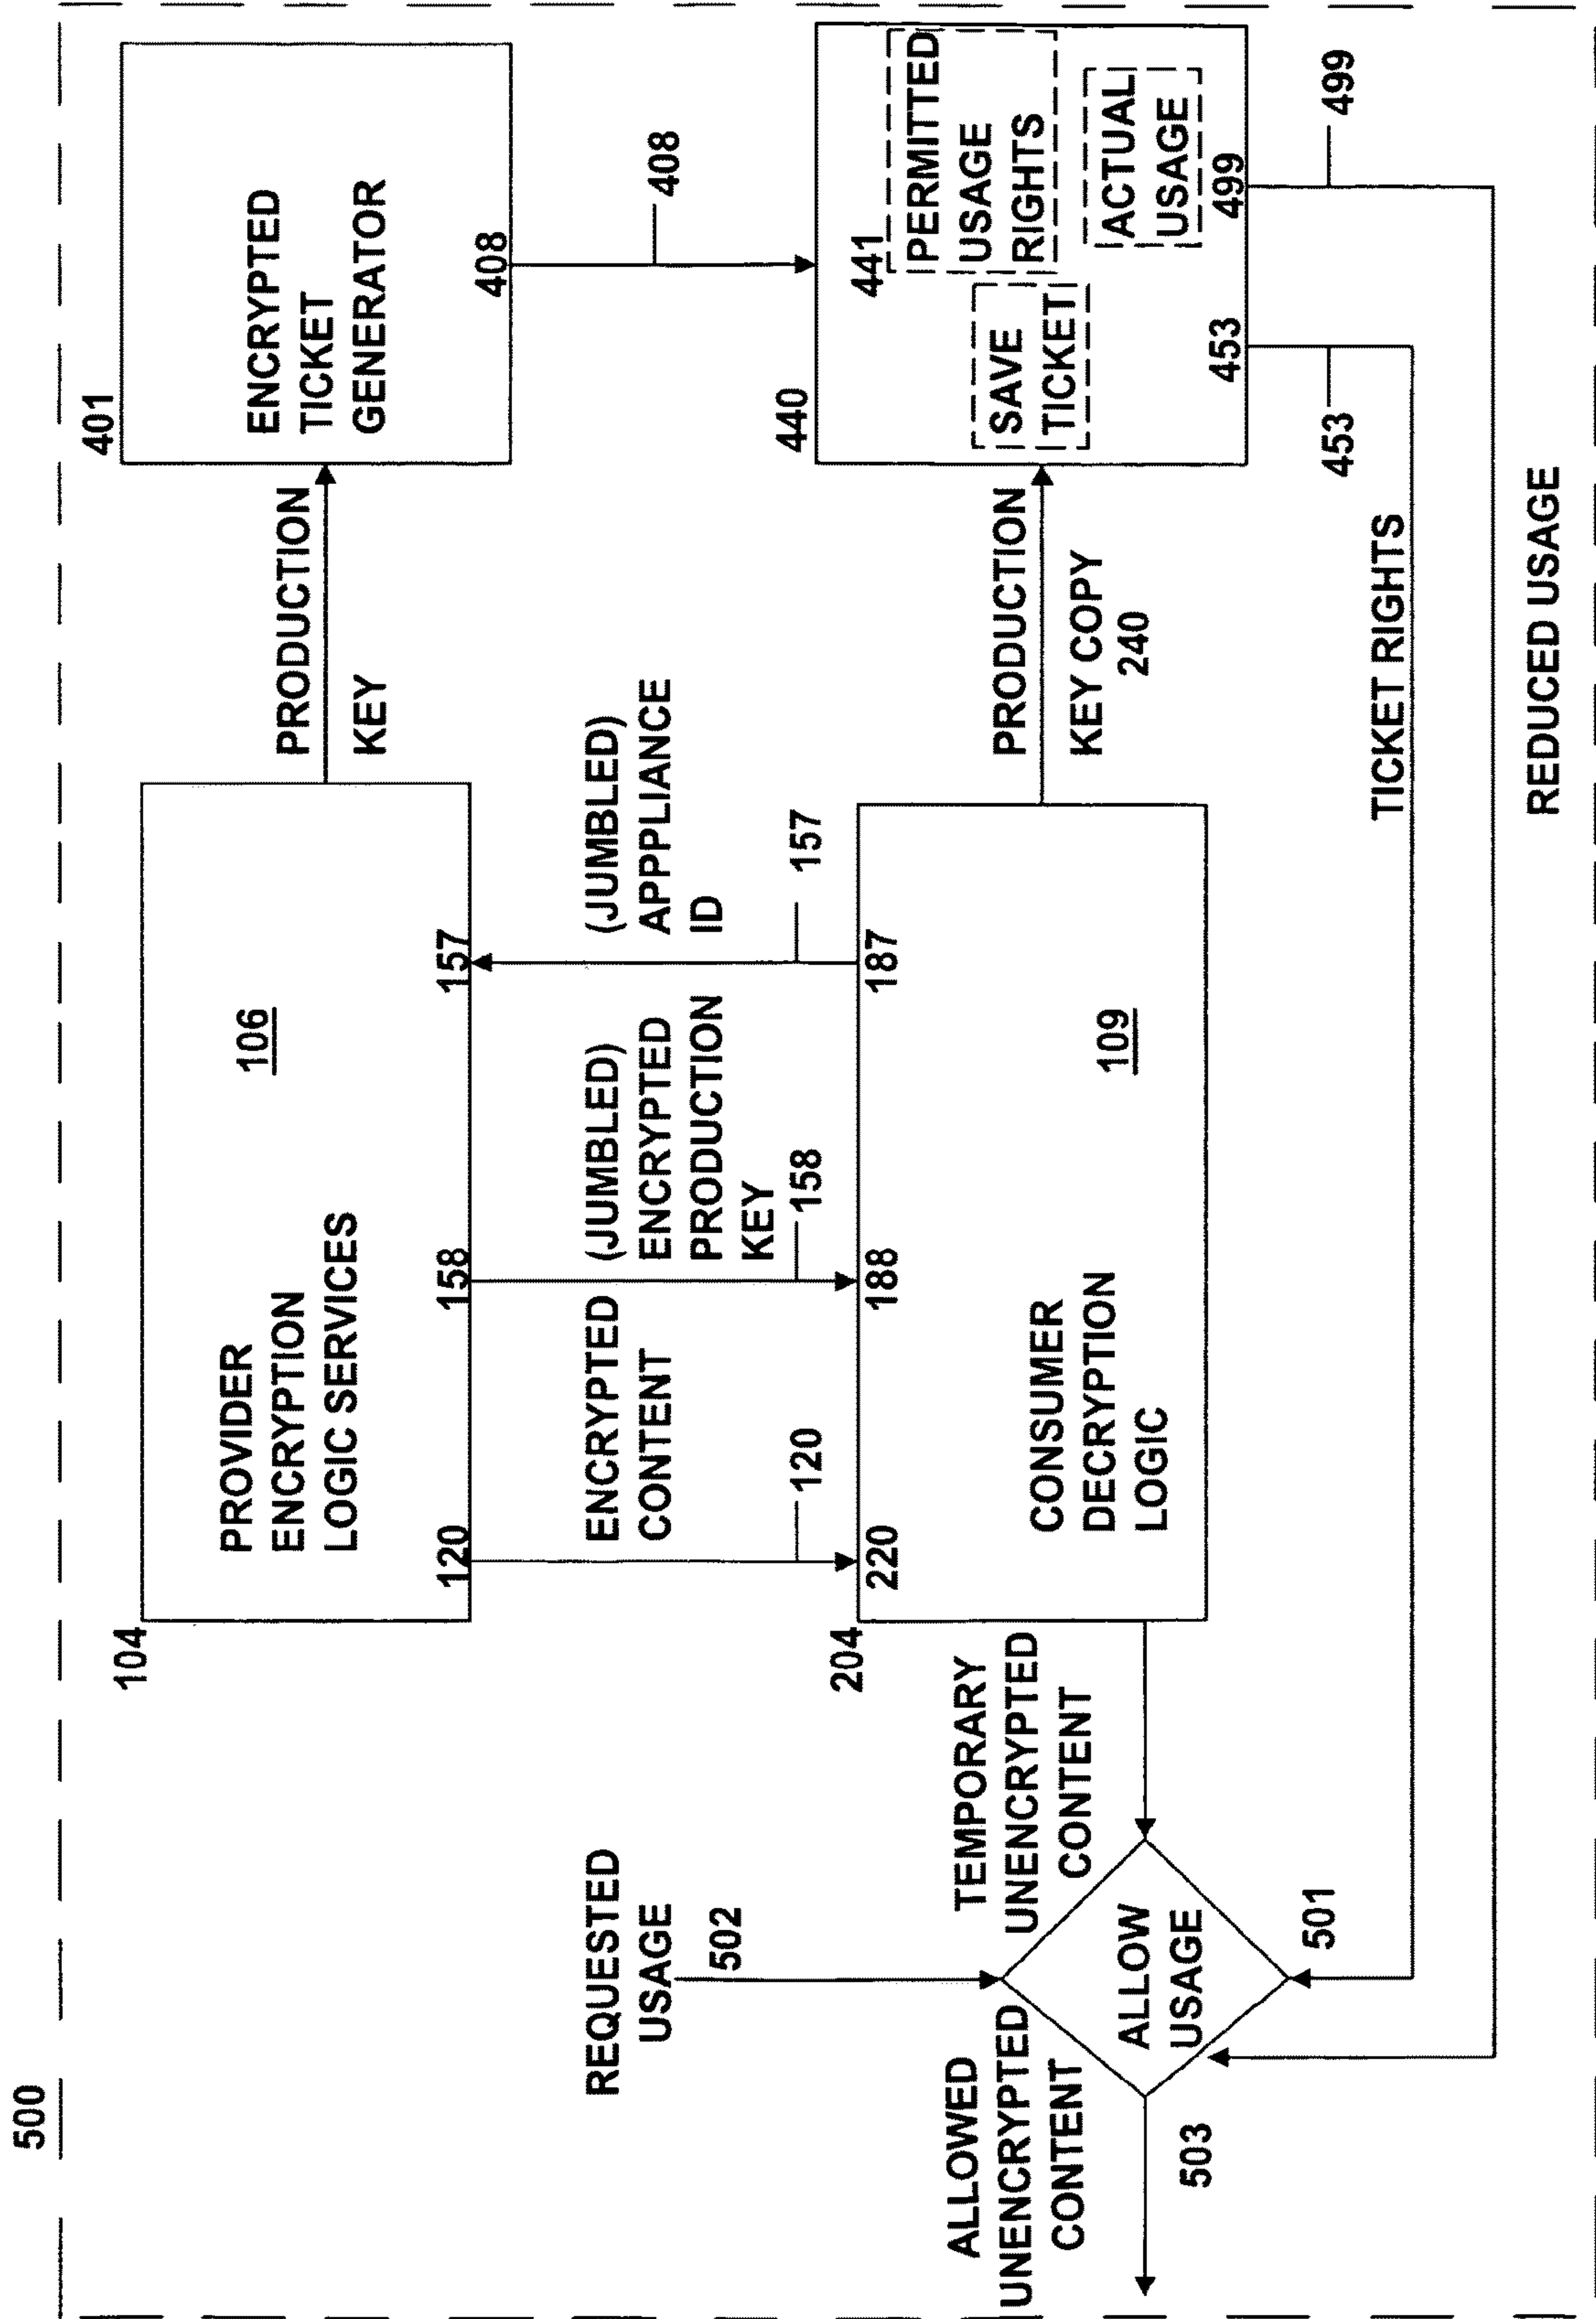 500
104
PROVIDER
ENCRYPTION
LOGIC SERVICES
106
120
158
157
PRODUCTION
KEY
401
ENCRYPTED
TICKET
GENERATOR
408
408
REQUESTED
USAGE
502
ENCRYPTED
CONTENT
120
(JUMBLED)
ENCRYPTED
PRODUCTION
KEY
158
(JUMBLED)
APPPLIANCE
ID
157
204
220
188
187
CONSUMER
DECRYPTION
LOGIC
109
PRODUCTION
KEY COPY
240
440
441
SAVE
TICKET
PERMITTED
USAGE
RIGHTS
ACTUAL
USAGE
453
499
453
499
ALLOWED
UNENCRYPTED
CONTENT
503
ALLOW
USAGE
TEMPORARY
UNENCRYPTED
CONTENT
501
TICKET RIGHTS
REDUCED USAGE